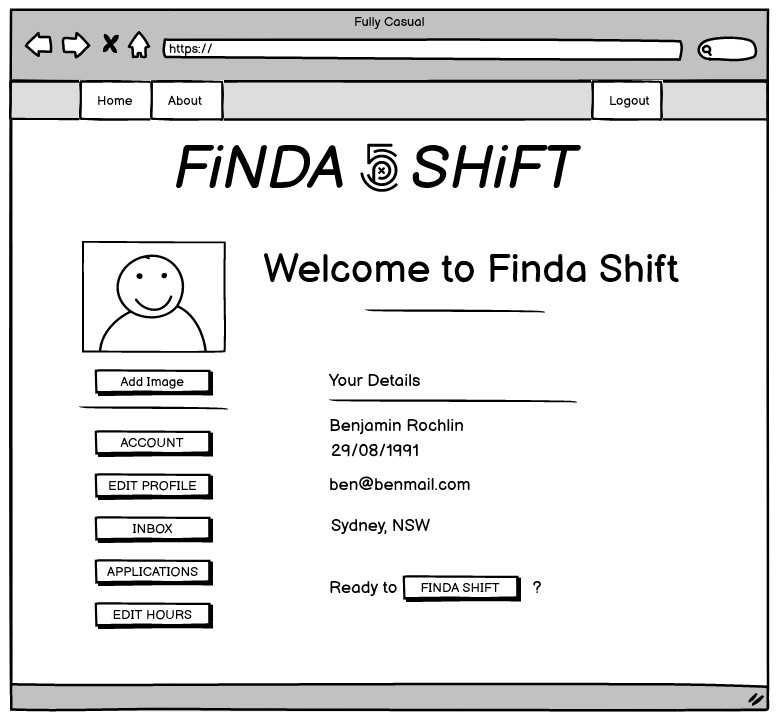 Fully Casual
https://
Home
About
Logout
FiNDA SHiFT
Welcome to Finda Shift
Add Image
ACCOUNT
EDIT PROFILE
INBOX
APPLICATIONS
EDIT HOURS
Your Details
Benjamin Rochlin
29/08/1991
ben@benmail.com
Sydney, NSW
Ready to FINDA SHIFT ?